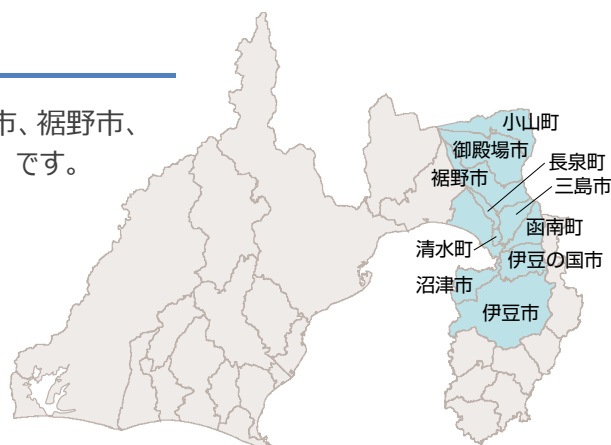 市、裾野市、
です。
小山町
御殿場市
長泉町
裾野市
三島市
函南町
清水町
伊豆の国市
沼津市
伊豆市